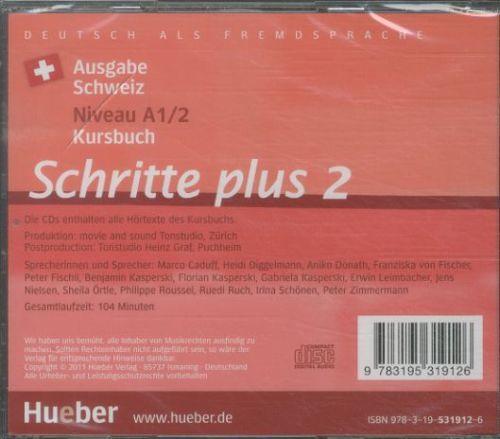 DEUTSCH ALS FREMDSPRACHE
Ausgabe
Schweiz
Niveau A1/2
Kursbuch
Schritte plus 2
Die CDs enthalten alle Hörtexte des Kursbuchs.
Produktion: movie and sound Tonstudio, Zürich
Postproduction: Tonstudio Heinz Graf, Puchheim
Sprecherinnen und Sprecher: Marco Caduff, Heidi Diggelmann, Aniko Donath, Franziska von Fischer,
Peter Fischli, Benjamin Kasperski, Florian Kasperski, Gabriela Kasperski, Erwin Leimbacher, Jens
Nielsen, Sheila Örtle, Philippe Roussel, Ruedi Ruch, Irina Schönen, Peter Zimmermann
Gesamtlaufzeit: 104 Minuten
Wir haben uns bemüht, alle Inhaber von Musikrechten ausfindig zu
machen. Sollten Rechteinhaber nicht aufgeführt sein, so wäre der
Verlag für entsprechende Hinweise dankbar.
Copyright © 2011 Hueber Verlag · 85737 Ismaning · Deutschland
Alle Urheber- und Leistungsschutzrechte vorbehalten
COMPACT
disc
DIGITAL AUDIO
9 783195 319126
Hueber
www.hueber.de
ISBN 978-3-19-531912-6